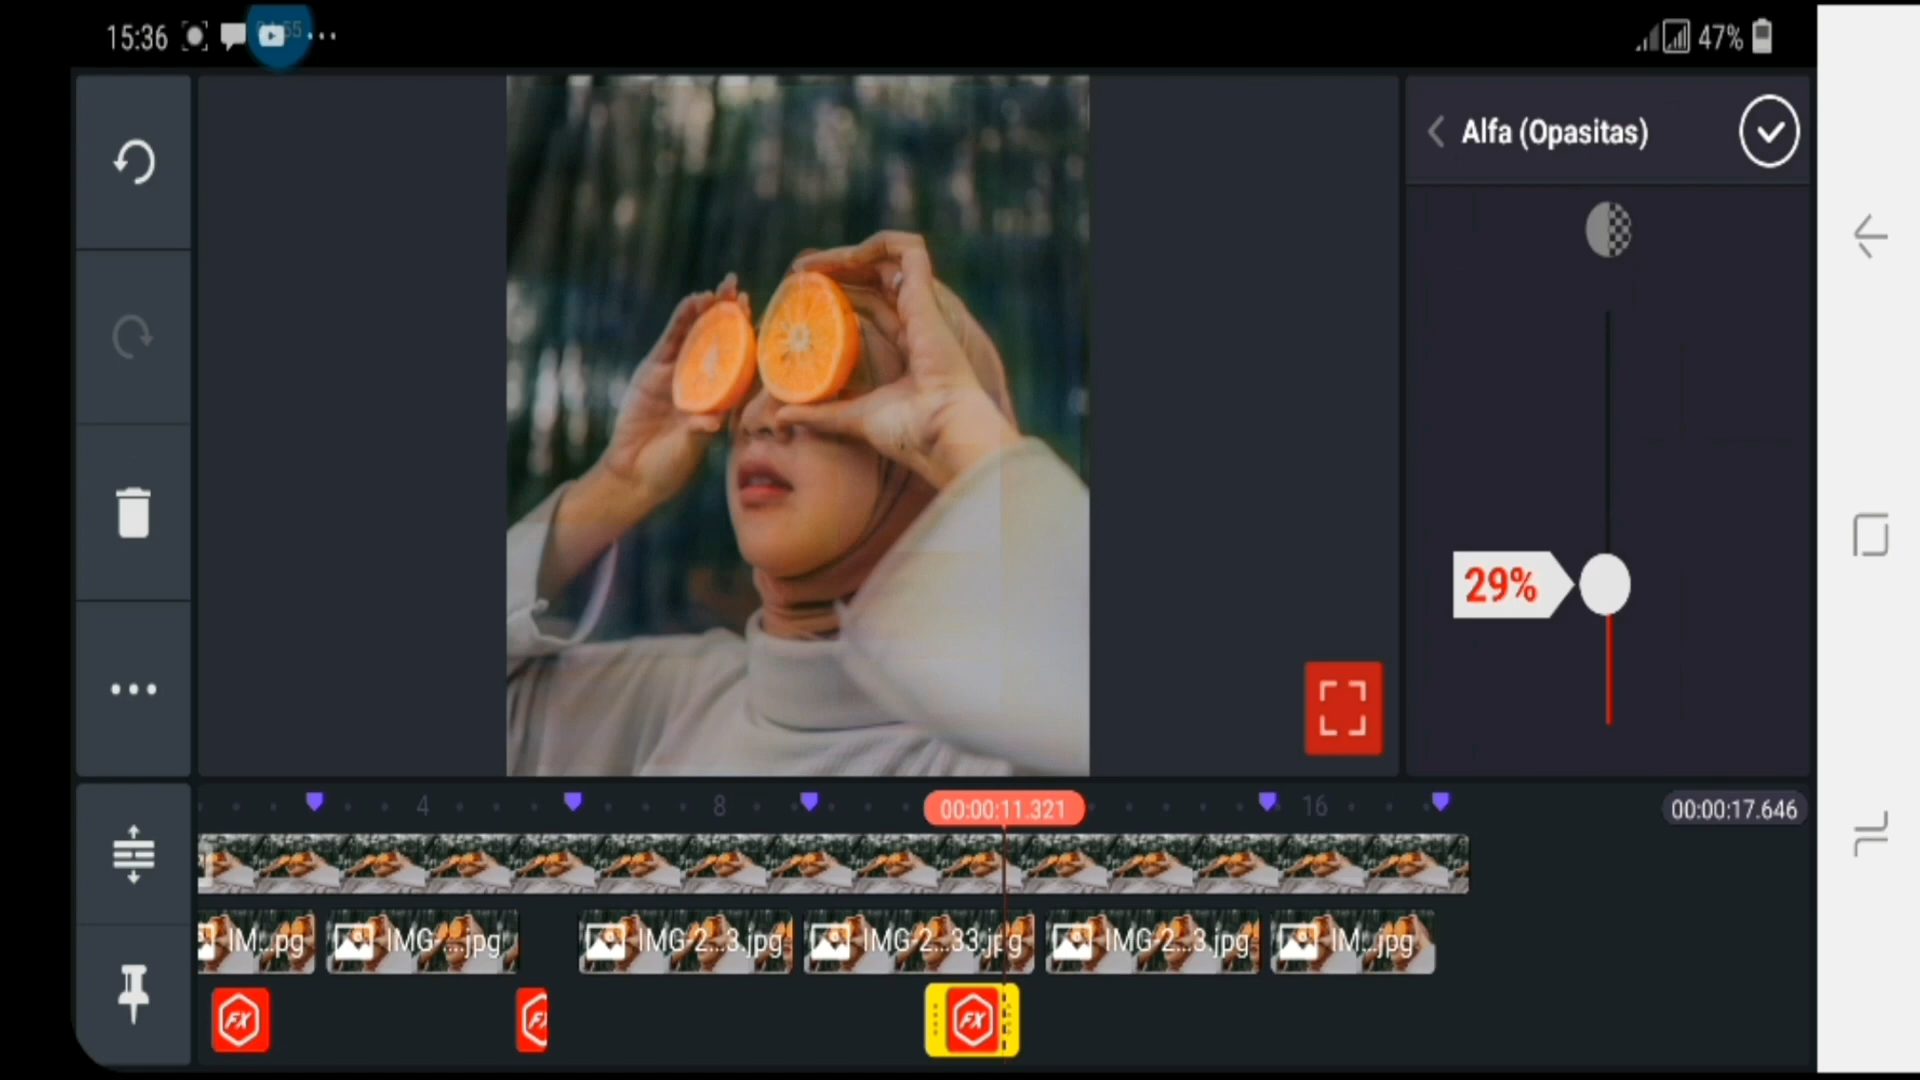 15:36
47%
Alfa (Opasitas)
29%
4
8
00:00:11.321
16
00:00:17.646
IM...pg
IMG-...jpg
IMG-2...3.jpg
IMG-2...33.jpg
IMG-2...3.jpg
IM...jpg
FX
FX